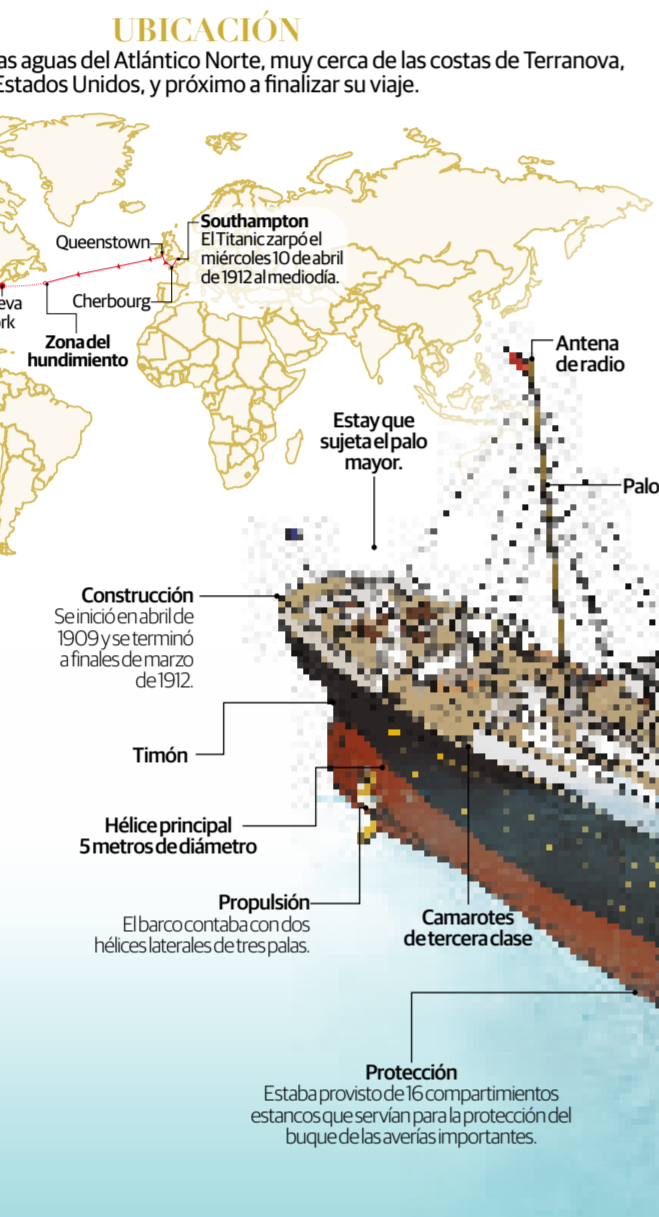 UBICACIÓN
as aguas del Atlántico Norte, muy cerca de las costas de Terranova,
Estados Unidos, y próximo a finalizar su viaje.
Southampton
El Titanic zarpó el
miércoles 10 de abril
de 1912 al mediodía.
Queenstown
Cherbourg
eva
rk
Zona del
hundimiento
Antena
de radio
Estay que
sujeta el palo
mayor.
Palo
Construcción
Se inició en abril de
1909 y se terminó
a finales de marzo
de 1912.
Timón
Hélice principal
5 metros de diámetro
Propulsión
El barco contaba con dos
hélices laterales de tres palas.
Camarotes
de tercera clase
Protección
Estaba provisto de 16 compartimientos
estancos que servían para la protección del
buque de las averías importantes.